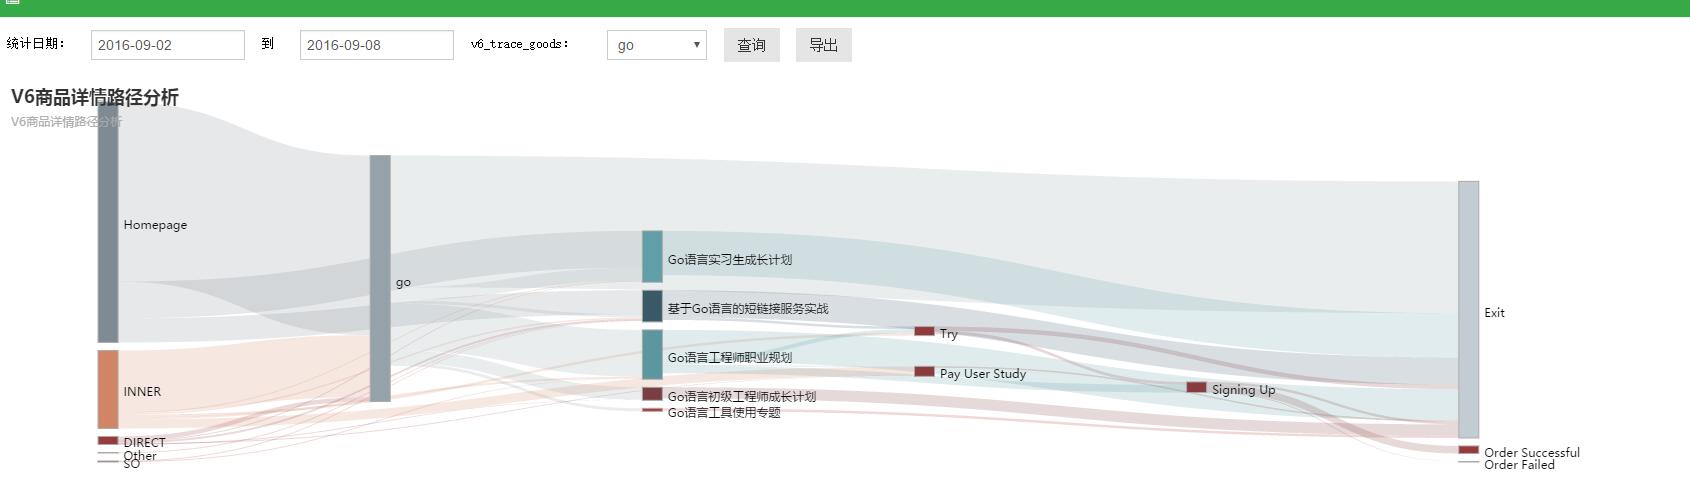 统计日期: 2016-09-02 到 2016-09-08 v6_trace_goods: go 查询 导出
V6商品详情路径分析
V6商品详情路径分析
Homepage
Go语言实习生成长计划
go
基于Go语言的短链接服务实战
Exit
Try
Go语言工程师职业规划
Pay User Study
INNER
Signing Up
Go语言初级工程师成长计划
Go语言工具使用专题
DIRECT
Other
Order Successful
SO
Order Failed